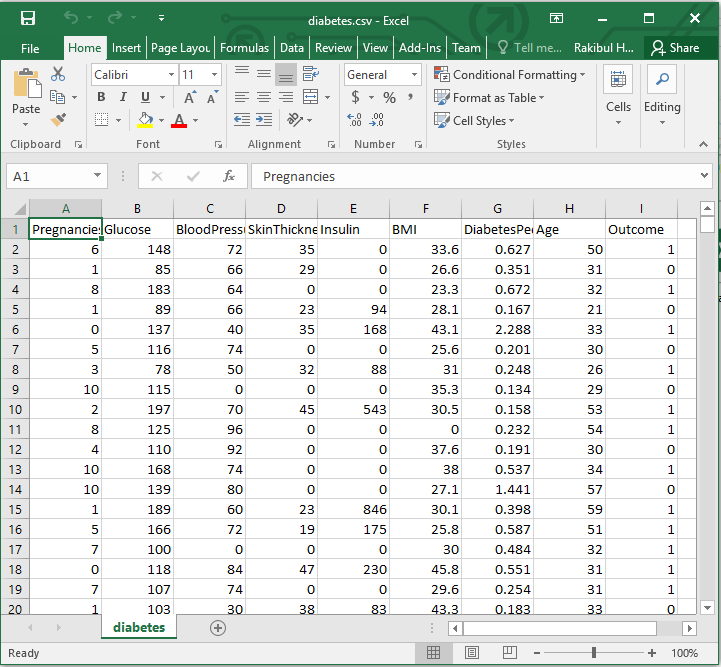 diabetes.csv - Excel
File Home Insert Page Layou Formulas Data Review View Add-Ins Team Tell me... Rakibul H... Share
Calibri 11 General Conditional Formatting
Paste B I U A A $ % , Format as Table Cells Editing
A .00 .00 Cell Styles
Clipboard Font Alignment Number Styles
A1 fx Pregnancies
A B C D E F G H I
1 Pregnancies Glucose BloodPressu SkinThickne Insulin BMI DiabetesPed Age Outcome
2 6 148 72 35 0 33.6 0.627 50 1
3 1 85 66 29 0 26.6 0.351 31 0
4 8 183 64 0 0 23.3 0.672 32 1
5 1 89 66 23 94 28.1 0.167 21 0
6 0 137 40 35 168 43.1 2.288 33 1
7 5 116 74 0 0 25.6 0.201 30 0
8 3 78 50 32 88 31 0.248 26 1
9 10 115 0 0 0 35.3 0.134 29 0
10 2 197 70 45 543 30.5 0.158 53 1
11 8 125 96 0 0 0 0.232 54 1
12 4 110 92 0 0 37.6 0.191 30 0
13 10 168 74 0 0 38 0.537 34 1
14 10 139 80 0 0 27.1 1.441 57 0
15 1 189 60 23 846 30.1 0.398 59 1
16 5 166 72 19 175 25.8 0.587 51 1
17 7 100 0 0 0 30 0.484 32 1
18 0 118 84 47 230 45.8 0.551 31 1
19 7 107 74 0 0 29.6 0.254 31 1
20 1 103 30 38 83 43.3 0.183 33 0
diabetes
Ready 100%